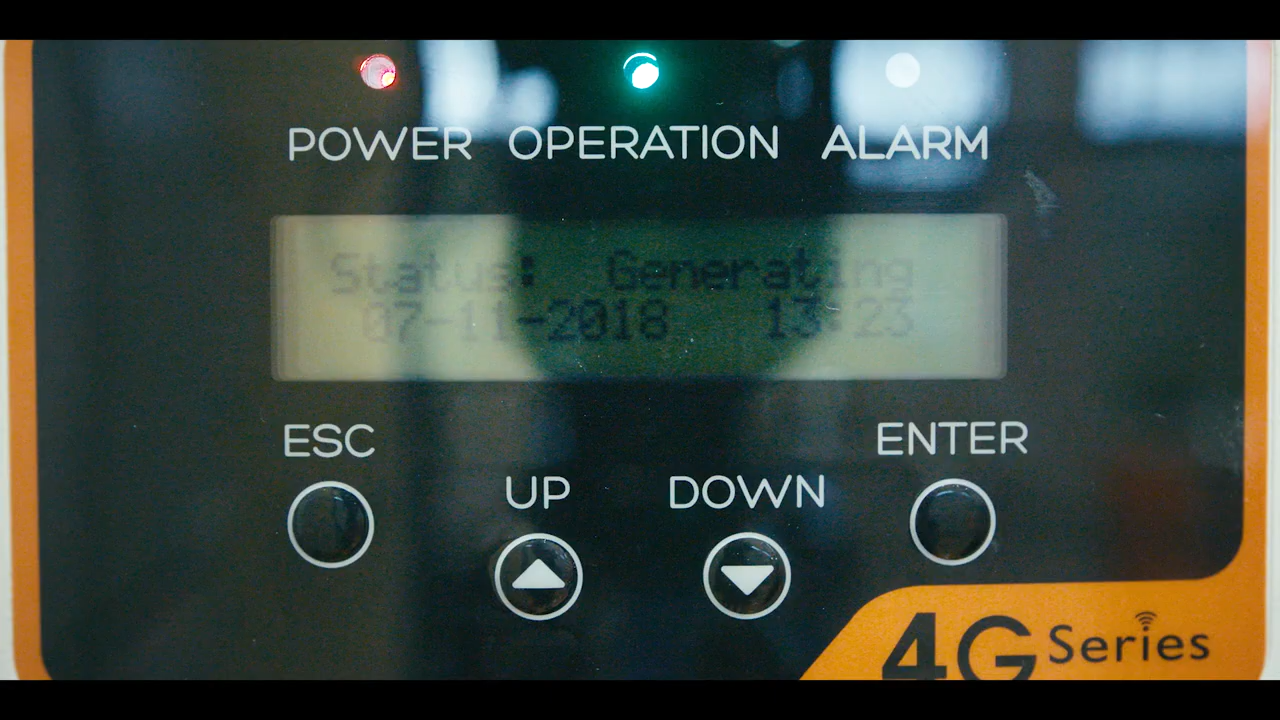 POWER OPERATION ALARM
Status: Generating
07-11-2018 13:23
ESC ENTER
UP DOWN
4G Series